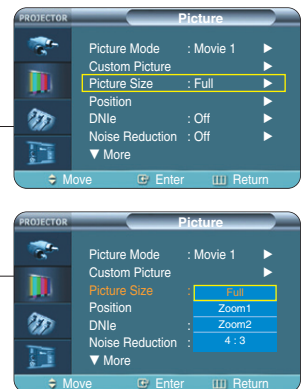 PROJECTOR Picture
Picture Mode : Movie 1 ▶
Custom Picture ▶
Picture Size : Full ▶
Position ▶
DNIe : Off ▶
Noise Reduction : Off ▶
▼ More
Move Enter Return
PROJECTOR Picture
Picture Mode : Movie 1 ▶
Custom Picture ▶
Picture Size : Full
Position Zoom1
DNIe : Zoom2
Noise Reduction : 4 : 3
▼ More
Move Enter Return